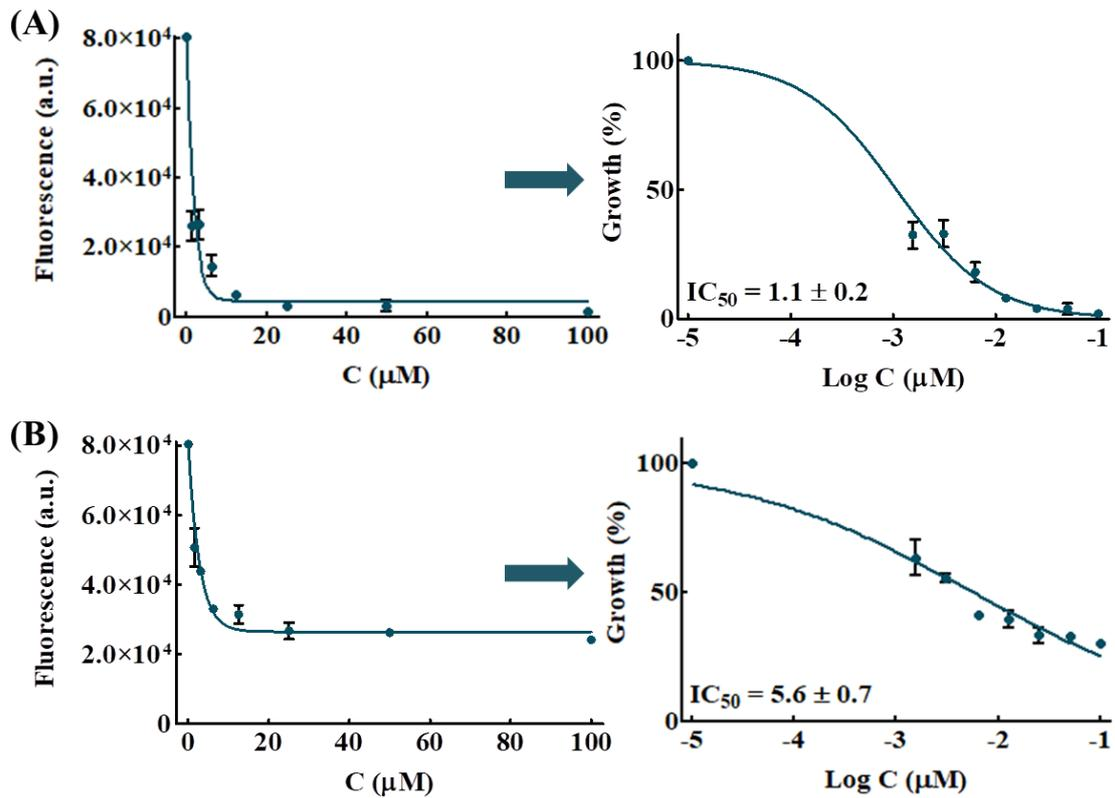 (A)
Fluorescence (a.u.)
8.0×10⁴
6.0×10⁴
4.0×10⁴
2.0×10⁴
0
0 20 40 60 80 100
C (μM)
Growth (%)
100
50
0
IC₅₀ = 1.1 ± 0.2
-5 -4 -3 -2 -1
Log C (μM)
(B)
Fluorescence (a.u.)
8.0×10⁴
6.0×10⁴
4.0×10⁴
2.0×10⁴
0
0 20 40 60 80 100
C (μM)
Growth (%)
100
50
0
IC₅₀ = 5.6 ± 0.7
-5 -4 -3 -2 -1
Log C (μM)